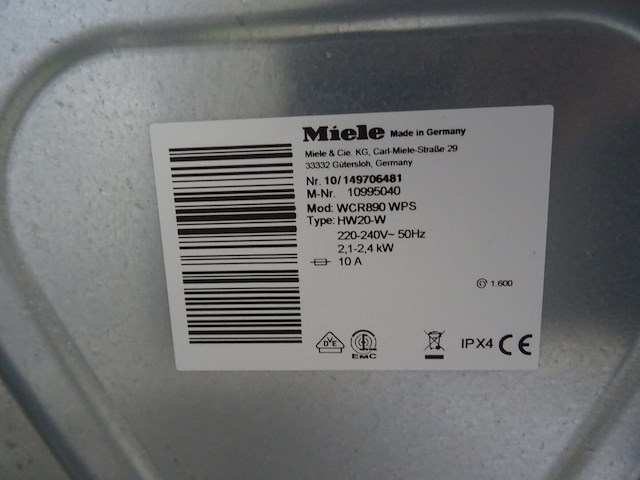 Miele Made in Germany
Miele & Cie. KG, Carl-Miele-Straße 29
33332 Gütersloh, Germany
Nr. 10/149706481
M-Nr. 10995040
Mod: WCR890 WPS
Type: HW20-W
220-240V~ 50Hz
2,1-2,4 kW
10 A
1.600
VDE
EMC
IPX4 CE